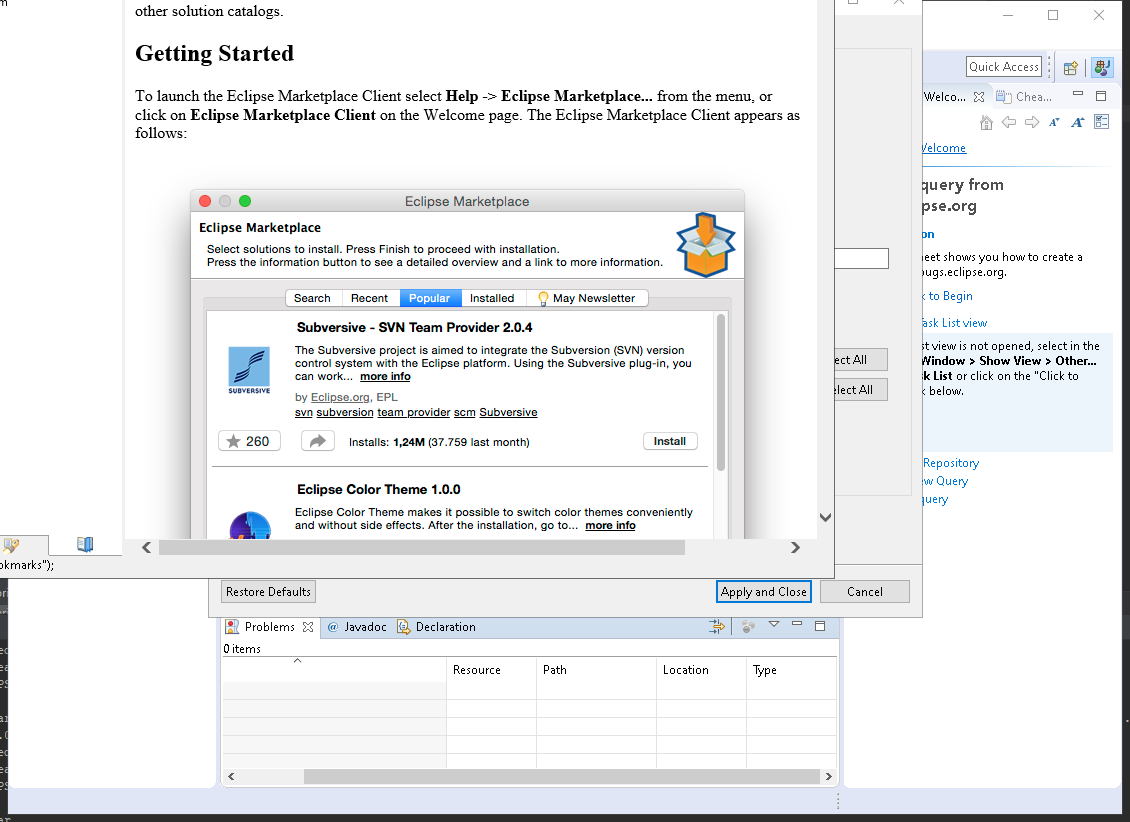 other solution catalogs.
Getting Started
To launch the Eclipse Marketplace Client select Help -> Eclipse Marketplace... from the menu, or
click on Eclipse Marketplace Client on the Welcome page. The Eclipse Marketplace Client appears as
follows:
Eclipse Marketplace
Eclipse Marketplace
Select solutions to install. Press Finish to proceed with installation.
Press the information button to see a detailed overview and a link to more information.
Search Recent Popular Installed May Newsletter
Subversive - SVN Team Provider 2.0.4
The Subversive project is aimed to integrate the Subversion (SVN) version
control system with the Eclipse platform. Using the Subversive plug-in, you
can work... more info
SUBVERSIVE
by Eclipse.org, EPL
svn subversion team provider scm Subversive
260
Installs: 1,24M (37.759 last month)
Install
Eclipse Color Theme 1.0.0
Eclipse Color Theme makes it possible to switch color themes conveniently
and without side effects. After the installation, go to... more info
okmarks");
ect All
elect All
Restore Defaults
Apply and Close
Cancel
Quick Access
Welco...
Chea...
Welcome
query from
pse.org
on
eet shows you how to create a
ougs.eclipse.org.
k to Begin
Task List view
st view is not opened, select in the
Window > Show View > Other...
k List or click on the "Click to
k below.
Repository
ew Query
uery
Problems
@ Javadoc
Declaration
0 items
Resource Path Location Type